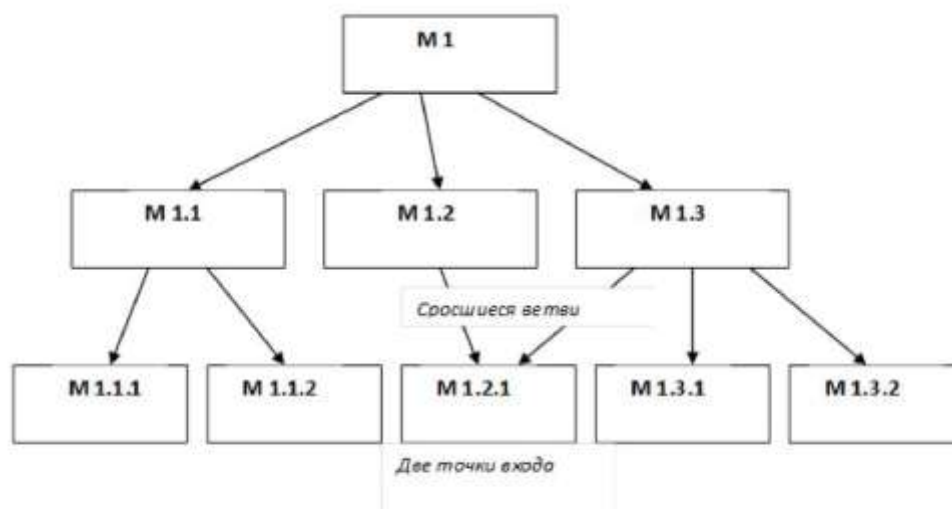 М 1
М 1.1
М 1.2
М 1.3
Сросшиеся ветви
М 1.1.1
М 1.1.2
М 1.2.1
М 1.3.1
М 1.3.2
Две точки входа